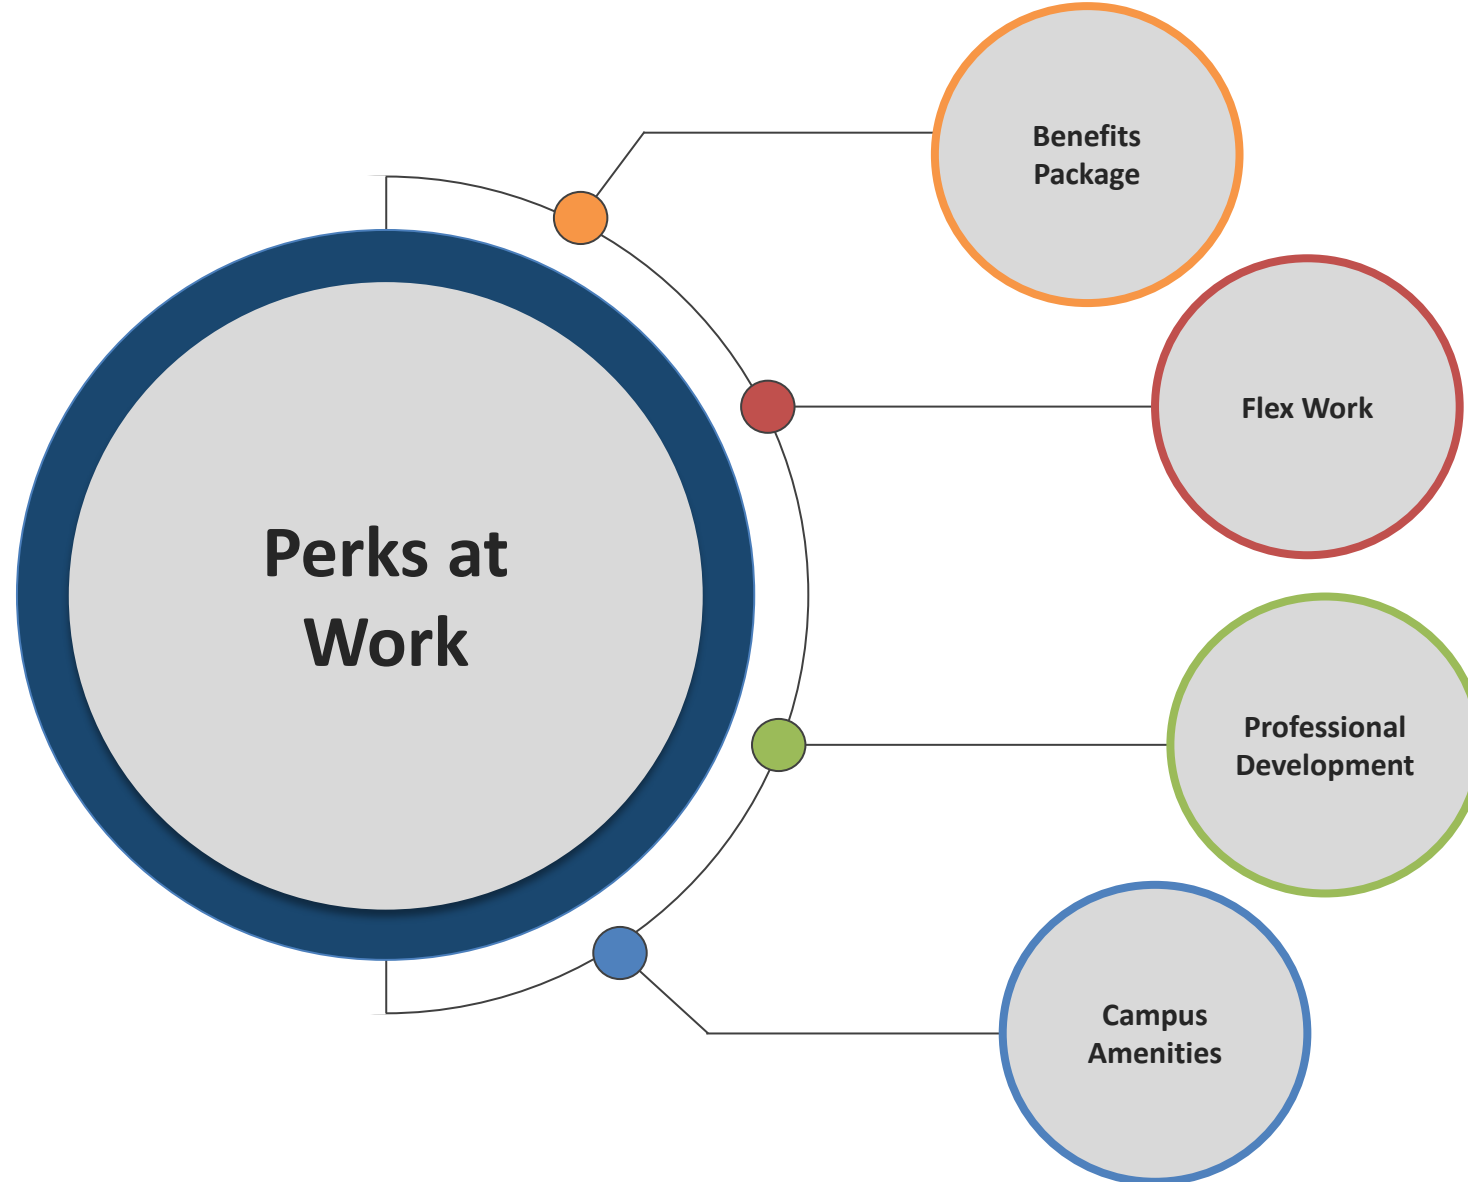 Perks at
Work
Benefits
Package
Flex Work
Professional
Development
Campus
Amenities